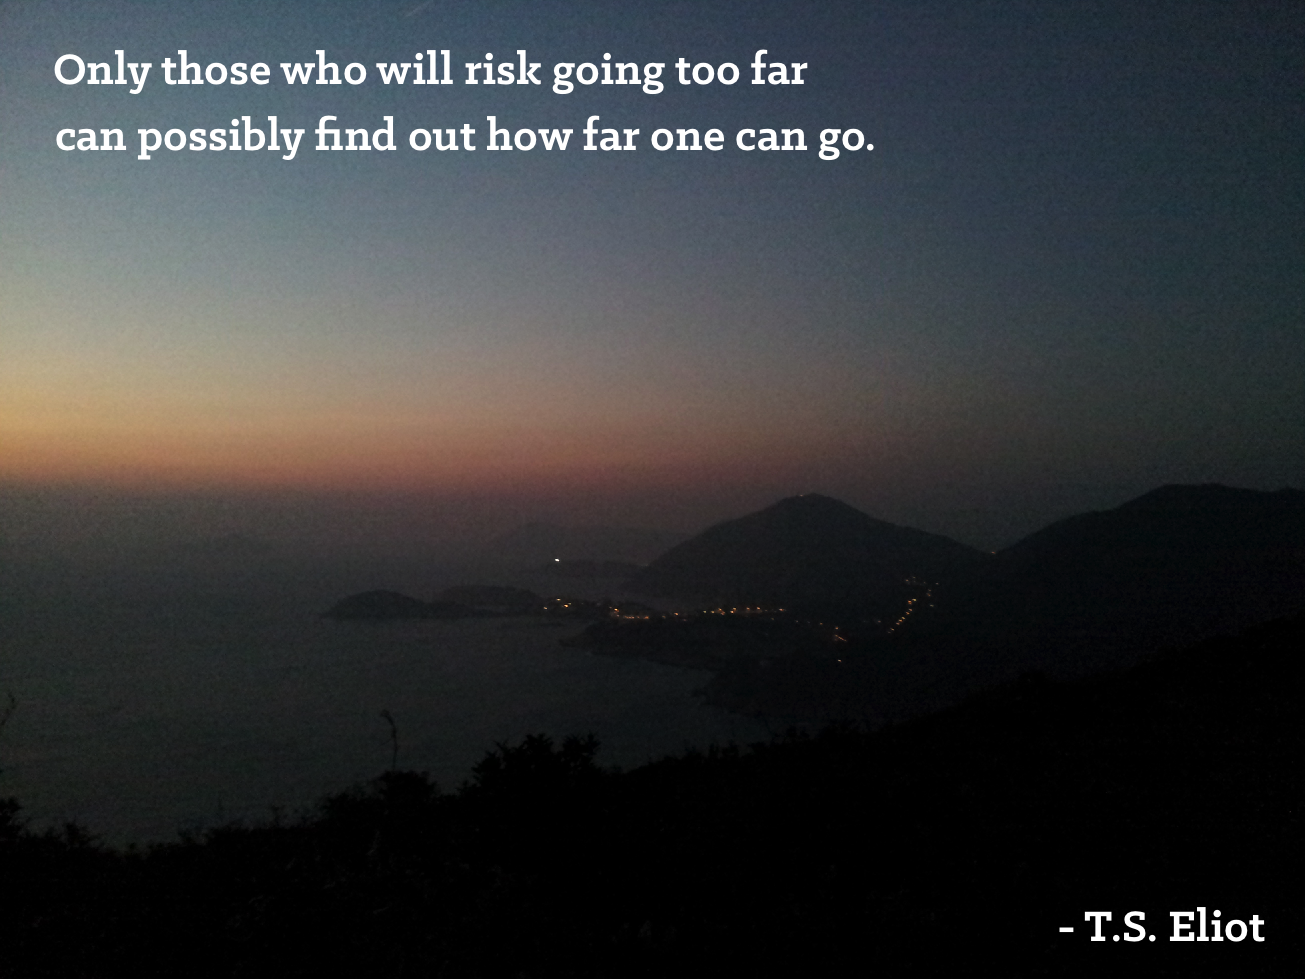 Only those who will risk going too far
can possibly find out how far one can go.
- T.S. Eliot